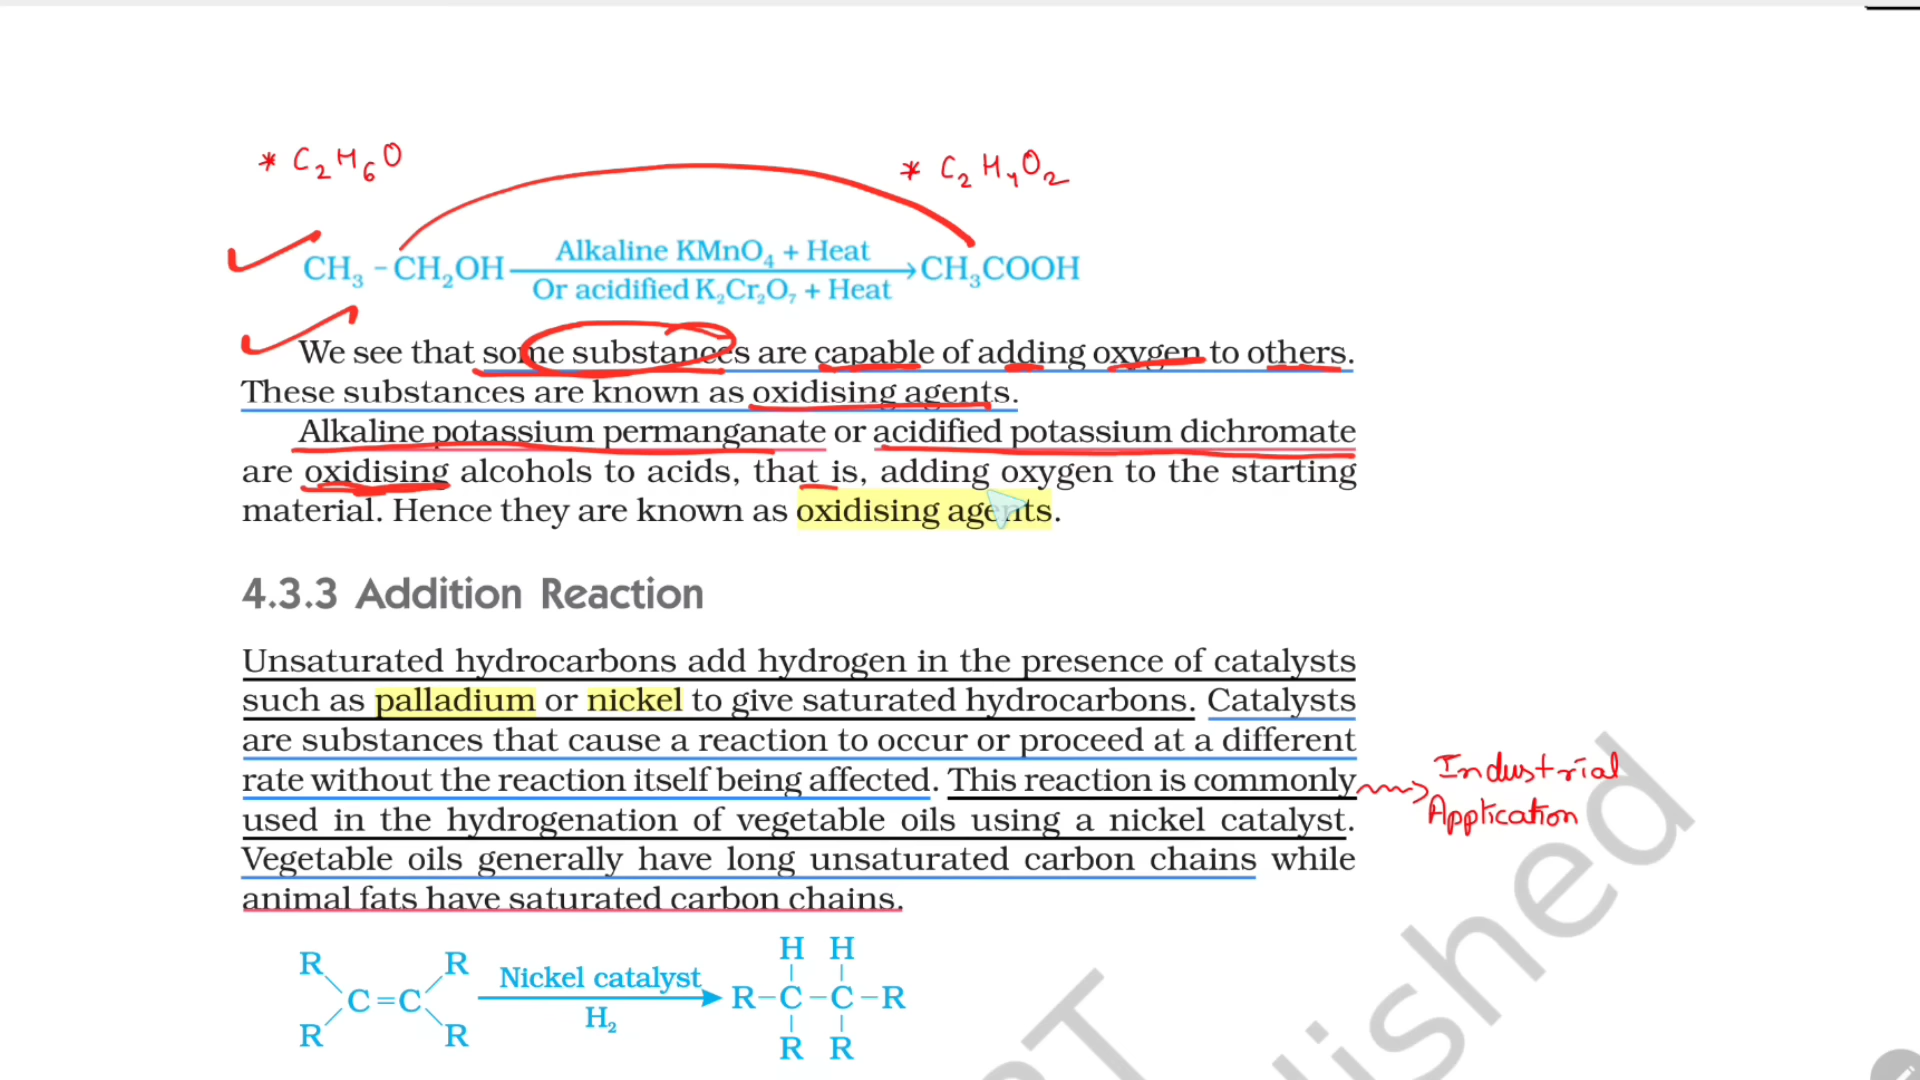 * C₂H₆O
* C₂H₄O₂
Alkaline KMnO₄ + Heat
CH₃ – CH₂OH → CH₃COOH
Or acidified K₂Cr₂O₇ + Heat
We see that some substances are capable of adding oxygen to others.
These substances are known as oxidising agents.
Alkaline potassium permanganate or acidified potassium dichromate
are oxidising alcohols to acids, that is, adding oxygen to the starting
material. Hence they are known as oxidising agents.
4.3.3 Addition Reaction
Unsaturated hydrocarbons add hydrogen in the presence of catalysts
such as palladium or nickel to give saturated hydrocarbons. Catalysts
are substances that cause a reaction to occur or proceed at a different
rate without the reaction itself being affected. This reaction is commonly
used in the hydrogenation of vegetable oils using a nickel catalyst.
Vegetable oils generally have long unsaturated carbon chains while
animal fats have saturated carbon chains.
Industrial
Application
H H
R R
Nickel catalyst
C=C
R–C–C–R
H₂
R R
R R
T
lished